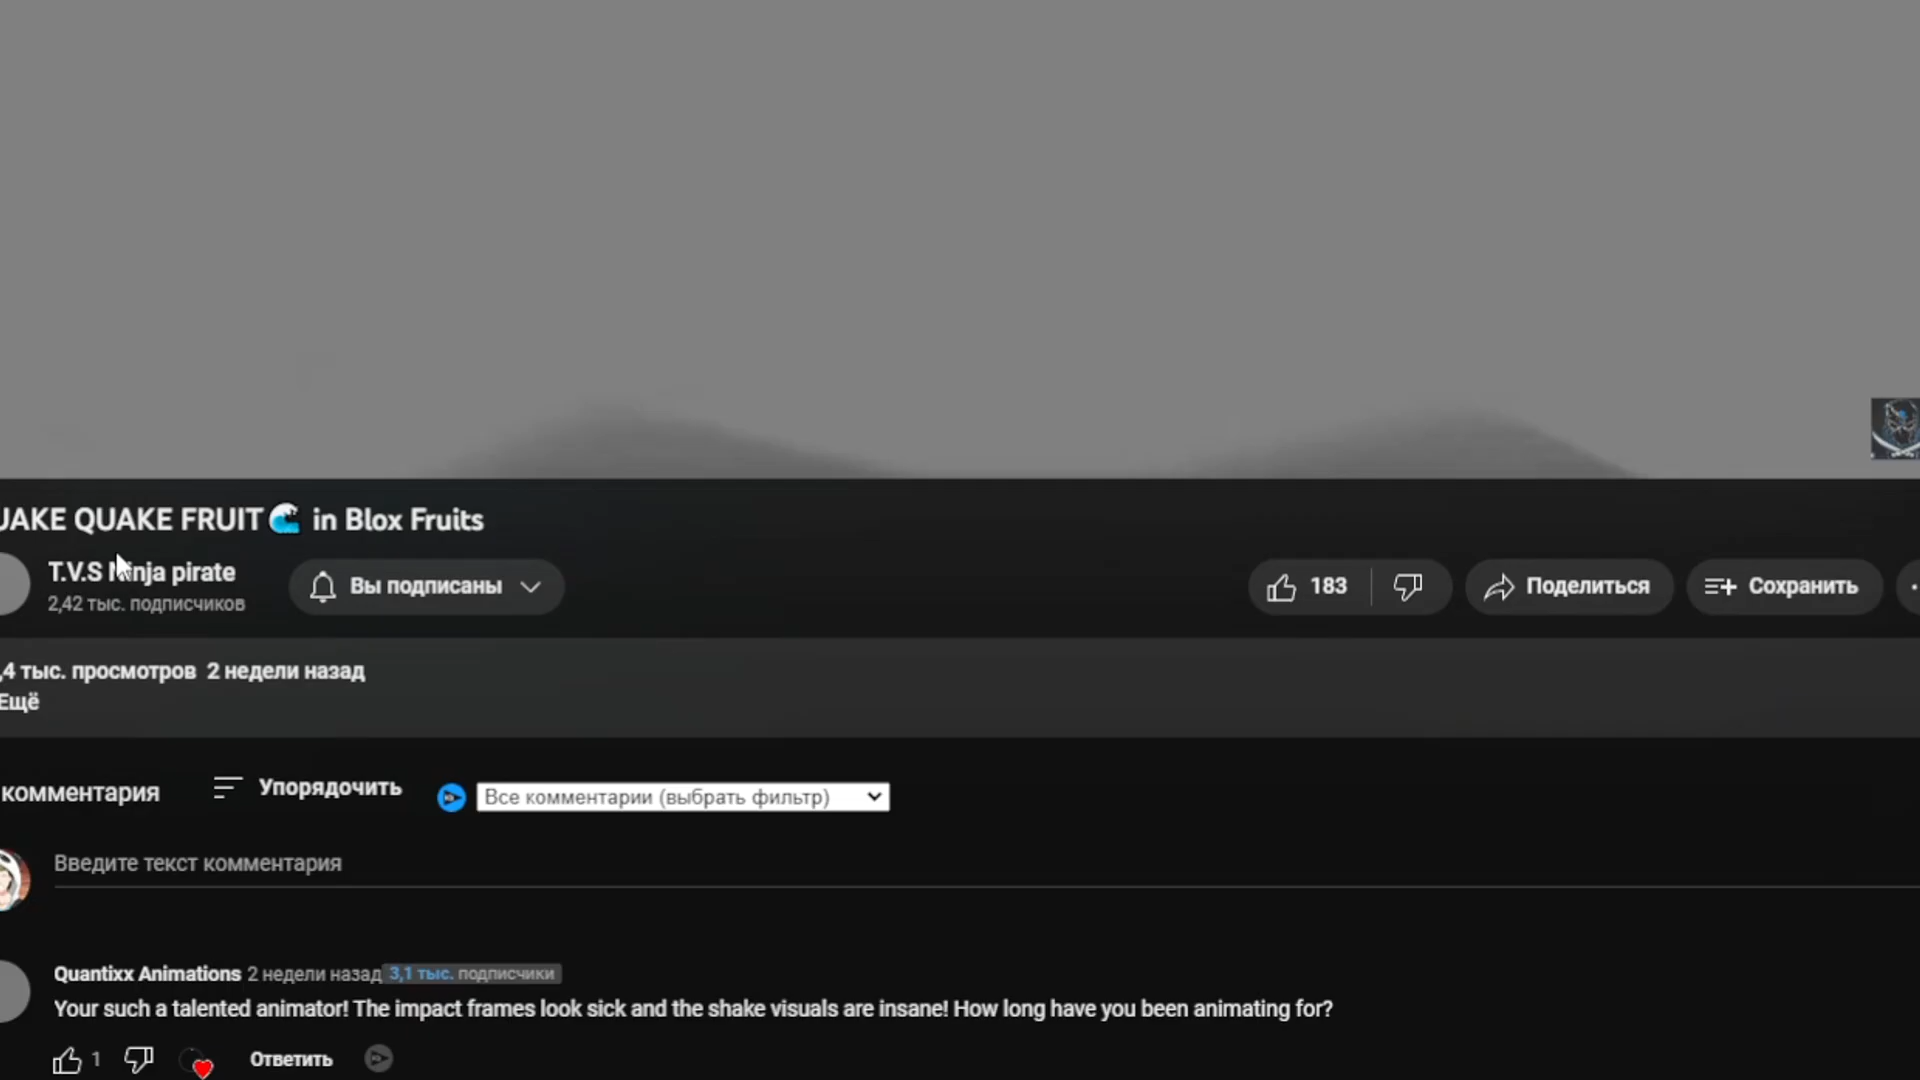 UAKE QUAKE FRUIT🌊 in Blox Fruits
T.V.S Ninja pirate
2,42 тыс. подписчиков
Вы подписаны
183
Поделиться
Сохранить
,4 тыс. просмотров 2 недели назад
Ещё
комментария
Упорядочить
Все комментарии (выбрать фильтр)
Введите текст комментария
Quantixx Animations 2 недели назад 3,1 тыс. подписчики
Your such a talented animator! The impact frames look sick and the shake visuals are insane! How long have you been animating for?
1
Ответить